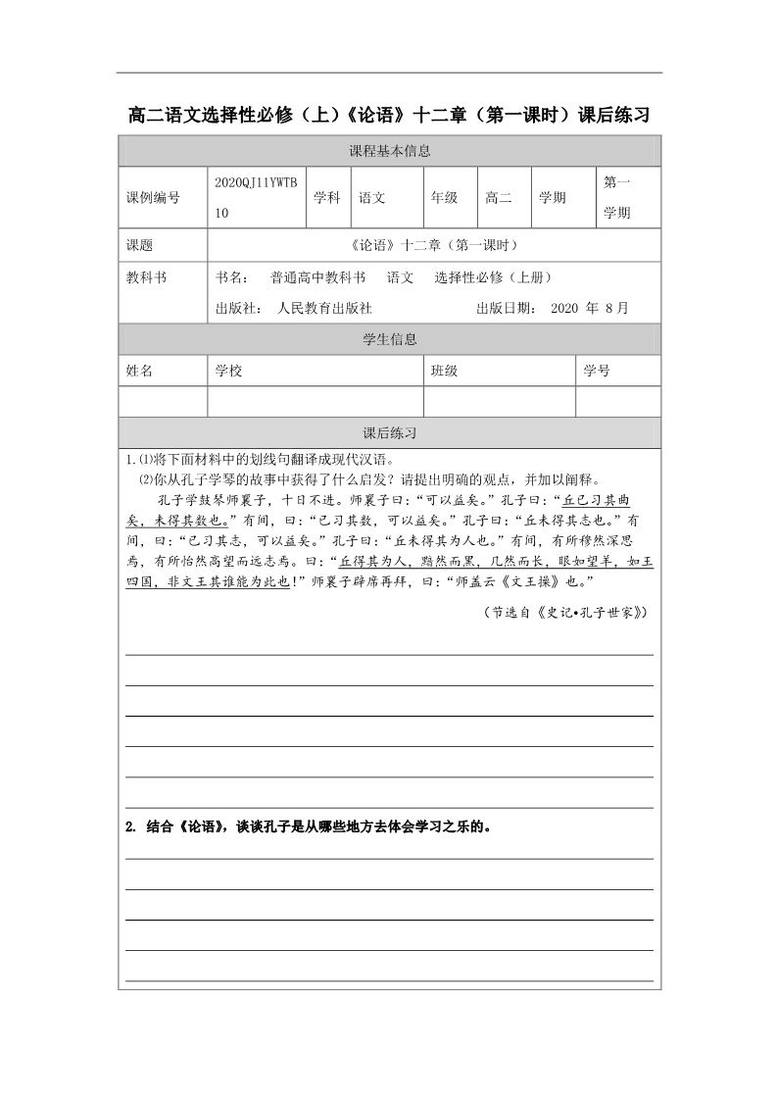 高二语文选择性必修（上）《论语》十二章（第一课时）课后练习
课程基本信息
课例编号 2020QJ11YWTB10 学科 语文 年级 高二 学期 第一学期
课题 《论语》十二章（第一课时）
教科书 书名： 普通高中教科书 语文 选择性必修（上册）
出版社： 人民教育出版社 出版日期： 2020 年 8月
学生信息
姓名 学校 班级 学号
课后练习
1.⑴将下面材料中的划线句翻译成现代汉语。
⑵你从孔子学琴的故事中获得了什么启发？请提出明确的观点，并加以阐释。
孔子学鼓琴师襄子，十日不进。师襄子曰：“可以益矣。”孔子曰：“丘已习其曲
矣，未得其数也。”有间，曰：“已习其数，可以益矣。”孔子曰：“丘未得其志也。”有
间，曰：“已习其志，可以益矣。”孔子曰：“丘未得其为人也。”有间，有所穆然深思
焉，有所怡然高望而远志焉。曰：“丘得其为人，黯然而黑，几然而长，眼如望羊，如王
四国，非文王其谁能为此也！”师襄子辟席再拜，曰：“师盖云《文王操》也。”
（节选自《史记•孔子世家》）
2. 结合《论语》，谈谈孔子是从哪些地方去体会学习之乐的。